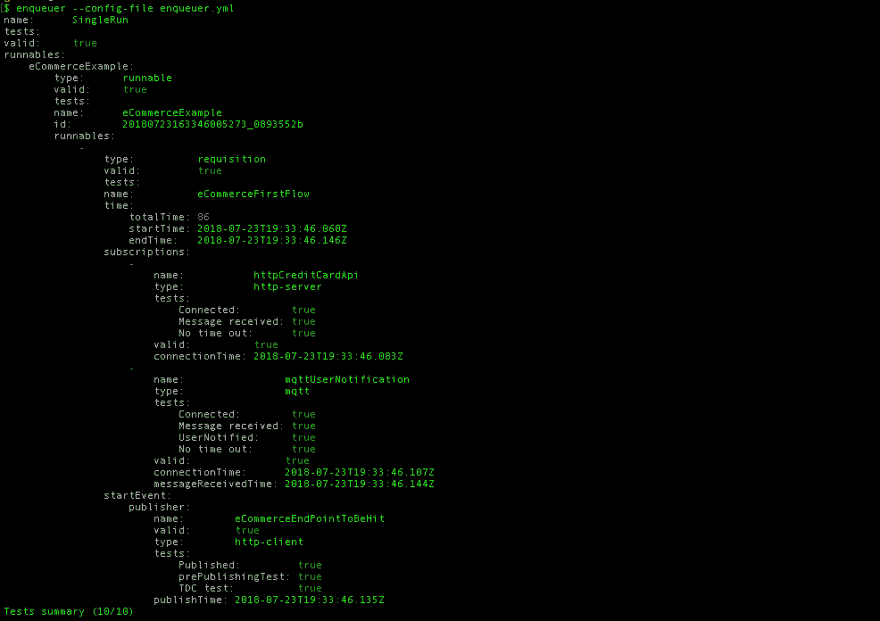 $ enqueuer --config-file enqueuer.yml
name: SingleRun
tests:
valid: true
runnables:
eCommerceExample:
type: runnable
valid: true
tests:
name: eCommerceExample
id: 20180723163346005273_0893552b
runnables:
-
type: requisition
valid: true
tests:
name: eCommerceFirstFlow
time:
totalTime: 86
startTime: 2018-07-23T19:33:46.060Z
endTime: 2018-07-23T19:33:46.146Z
subscriptions:
-
name: httpCreditCardApi
type: http-server
tests:
Connected: true
Message received: true
No time out: true
valid: true
connectionTime: 2018-07-23T19:33:46.083Z
-
name: mqttUserNotification
type: mqtt
tests:
Connected: true
Message received: true
UserNotified: true
No time out: true
valid: true
connectionTime: 2018-07-23T19:33:46.107Z
messageReceivedTime: 2018-07-23T19:33:46.144Z
startEvent:
publisher:
name: eCommerceEndPointToBeHit
valid: true
type: http-client
tests:
Published: true
prePublishingTest: true
TDC test: true
publishTime: 2018-07-23T19:33:46.135Z
Tests summary (10/10)